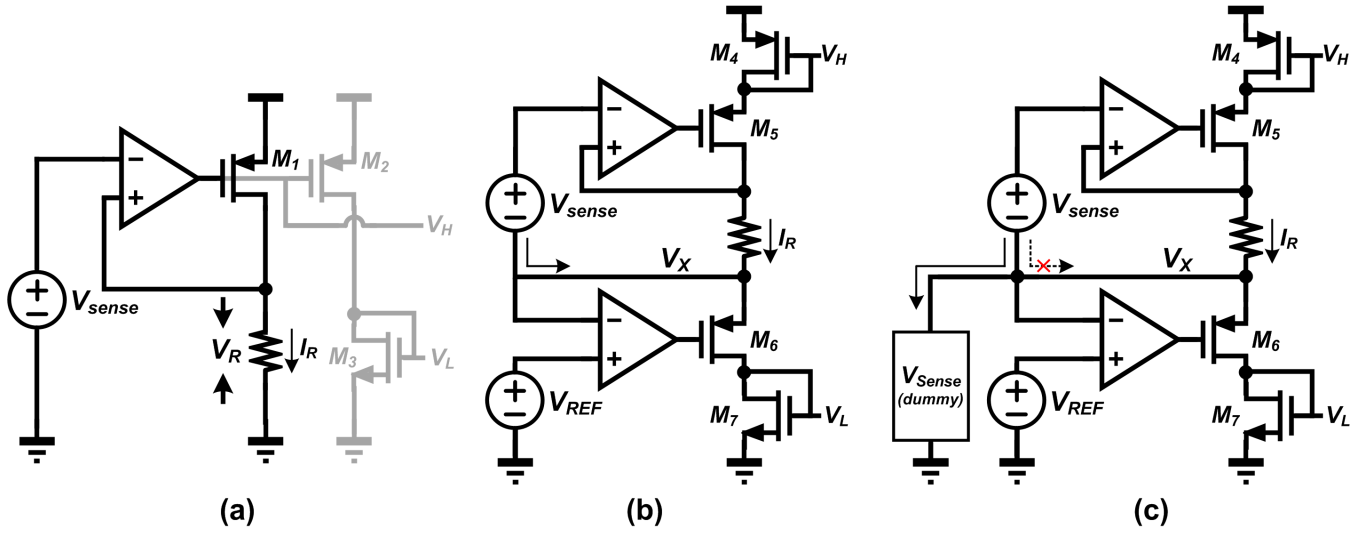 M1
M2
−
+
VH
+
−
Vsense
VR
IR
M3
VL
(a)
M4
VH
−
+
M5
+
−
Vsense
IR
VX
−
+
M6
+
−
VREF
M7
VL
(b)
M4
VH
−
+
M5
+
−
Vsense
IR
VX
−
+
M6
VSense
(dummy)
+
−
VREF
M7
VL
(c)